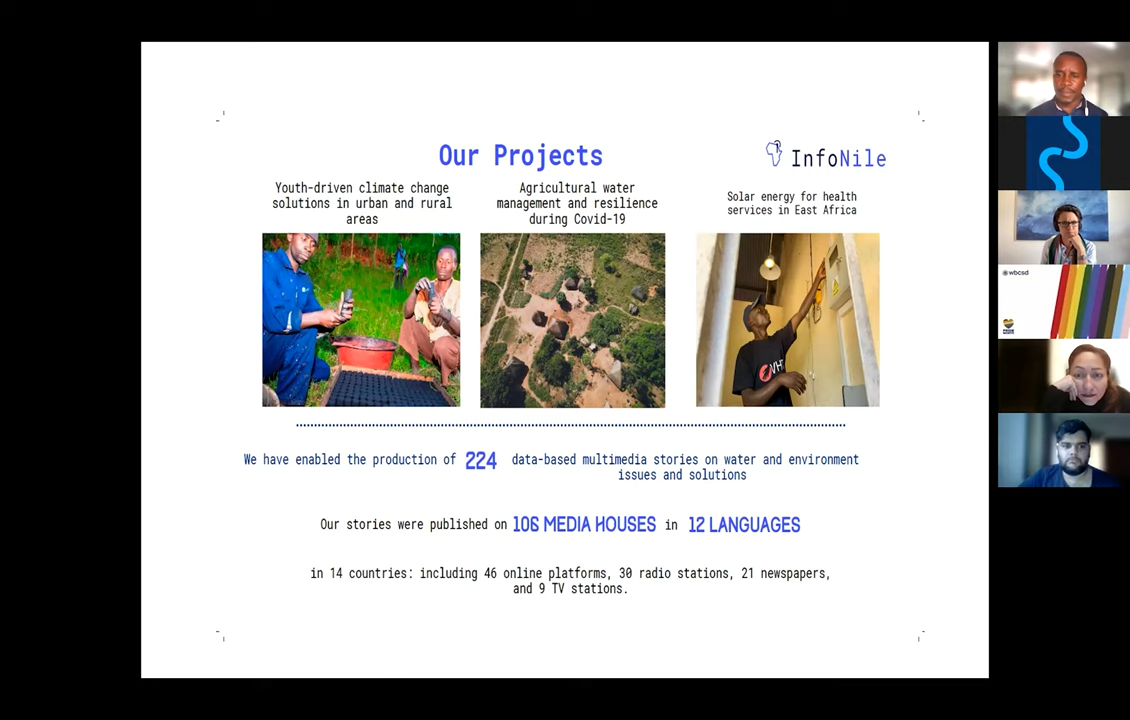 Our Projects
InfoNile
Youth-driven climate change
solutions in urban and rural
areas
Agricultural water
management and resilience
during Covid-19
Solar energy for health
services in East Africa
VH
We have enabled the production of 224 data-based multimedia stories on water and environment
issues and solutions
Our stories were published on 106 MEDIA HOUSES in 12 LANGUAGES
in 14 countries: including 46 online platforms, 30 radio stations, 21 newspapers,
and 9 TV stations.
wbcsd